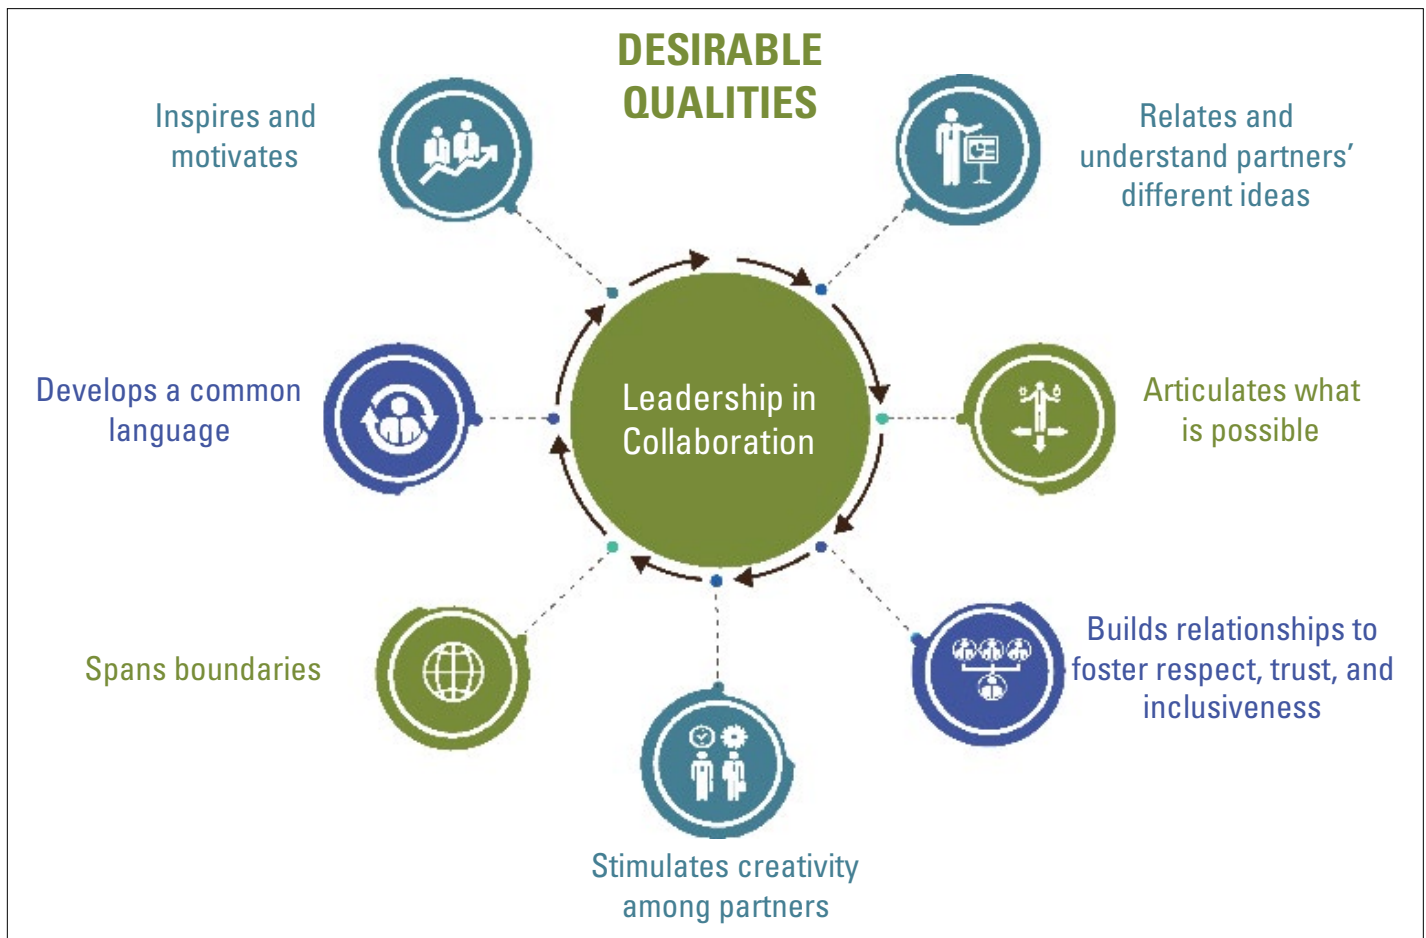 DESIRABLE
QUALITIES
Inspires and
motivates
Relates and
understand partners’
different ideas
Develops a common
language
Leadership in
Collaboration
Articulates what
is possible
Spans boundaries
Builds relationships to
foster respect, trust, and
inclusiveness
Stimulates creativity
among partners